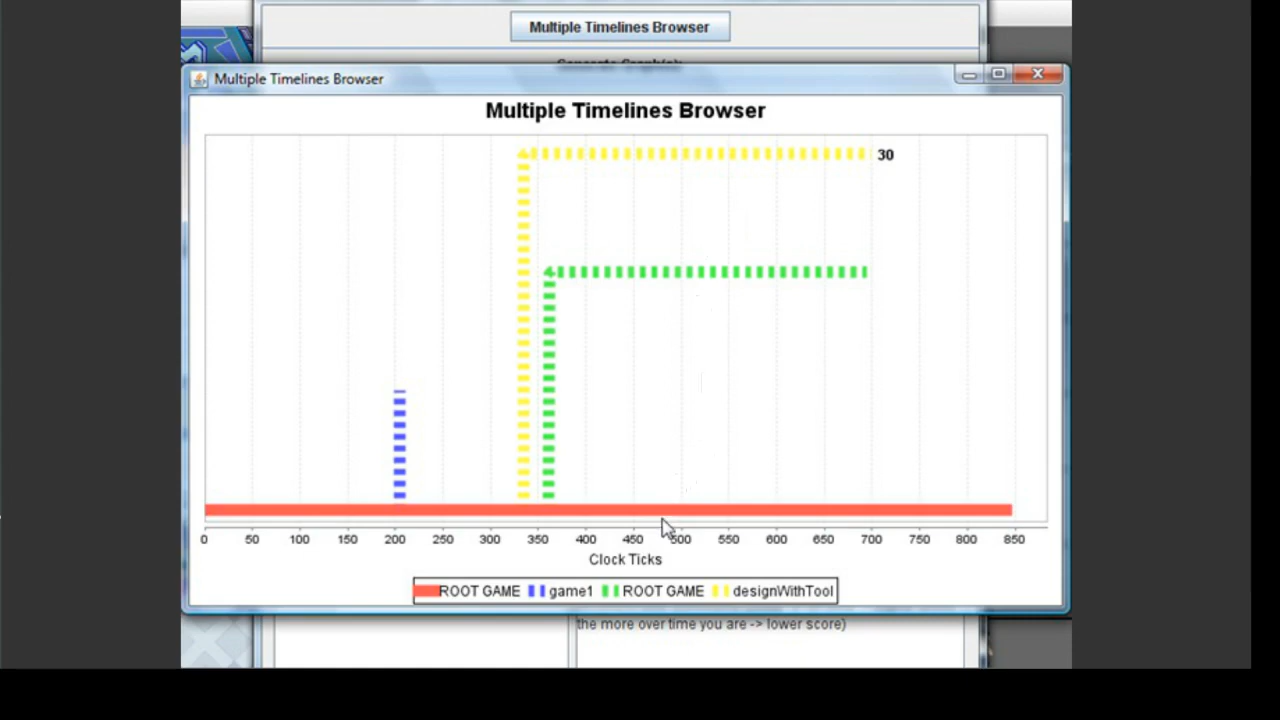 Multiple Timelines Browser
Multiple Timelines Browser
Multiple Timelines Browser
30
0 50 100 150 200 250 300 350 400 450 500 550 600 650 700 750 800 850
Clock Ticks
ROOT GAME game1 ROOT GAME designWithTool
the more over time you are -> lower score)